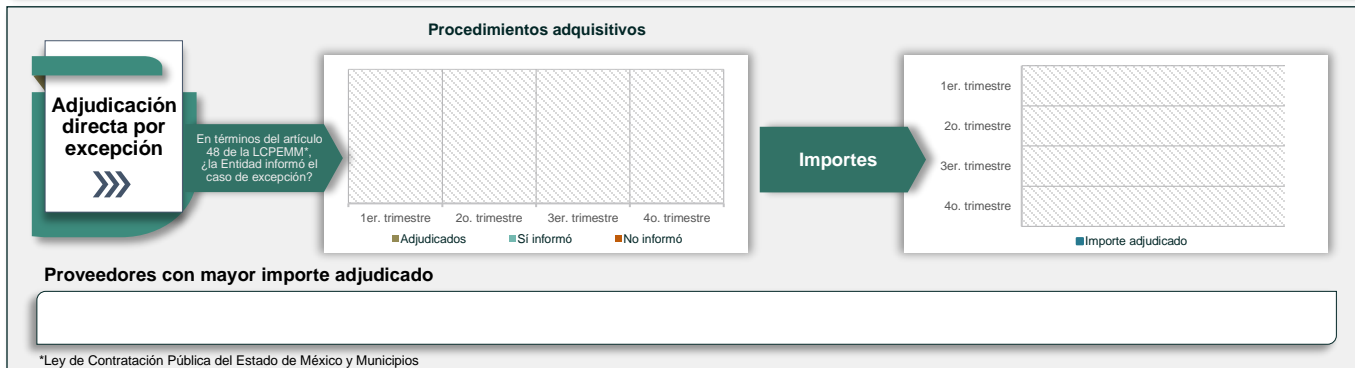 Procedimientos adquisitivos
Adjudicación
directa por
excepción
En términos del artículo
48 de la LCPEMM*,
¿la Entidad informó el
caso de excepción?
1er. trimestre 2o. trimestre 3er. trimestre 4o. trimestre
Adjudicados Sí informó No informó
Importes
1er. trimestre
2o. trimestre
3er. trimestre
4o. trimestre
Importe adjudicado
Proveedores con mayor importe adjudicado
*Ley de Contratación Pública del Estado de México y Municipios